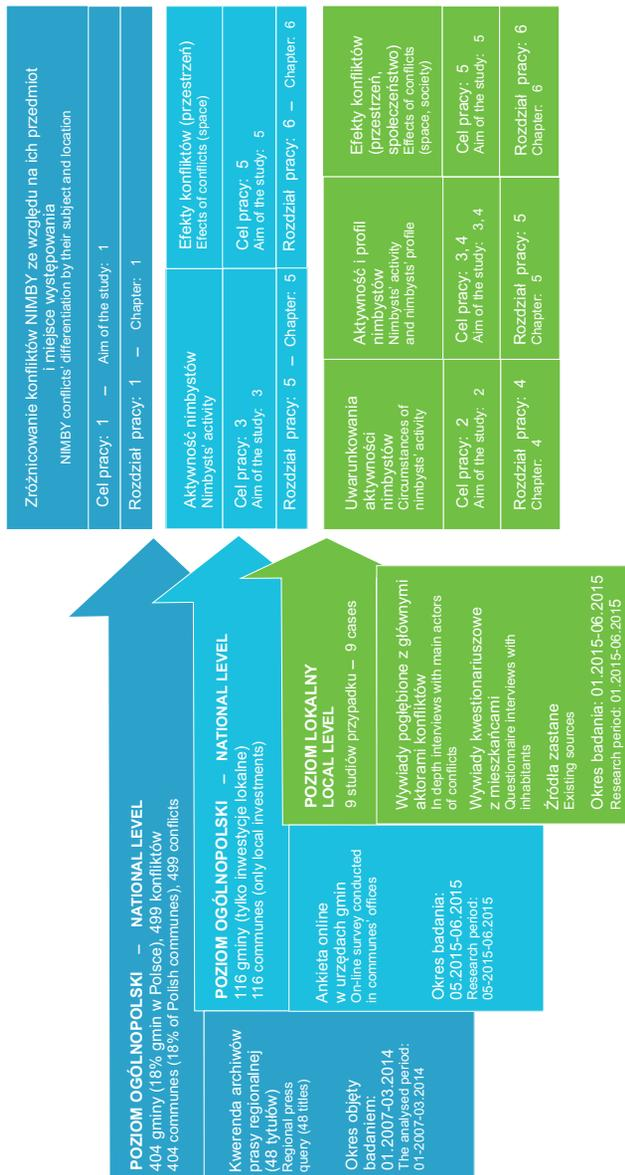 POZIOM OGÓLNOPOLSKI – NATIONAL LEVEL
404 gminy (18% gmin w Polsce), 499 konfliktów
404 communes (18% of Polish communes), 499 conflicts
Kwerenda archiwów
prasy regionalnej
(48 tytułów)
Regional press
query (48 titles)
Okres objęty
badaniem:
01.2007-03.2014
The analysed period:
01-2007-03.2014
POZIOM OGÓLNOPOLSKI – NATIONAL LEVEL
116 gminy (tylko inwestycje lokalne)
116 communes (only local investments)
Ankieta online
w urzędach gmin
On-line survey conducted
in communes' offices
Okres badania:
05.2015-06.2015
Research period:
05-2015-06.2015
POZIOM LOKALNY
LOCAL LEVEL
9 studiów przypadku – 9 cases
Wywiady pogłębione z głównymi
aktorami konfliktów
In depth interviews with main actors
of conflicts
Wywiady kwestionariuszowe
z mieszkańcami
Questionnaire interviews with
inhabitants
Źródła zastane
Existing sources
Okres badania: 01.2015-06.2015
Research period: 01.2015-06.2015
Zróżnicowanie konfliktów NIMBY ze względu na ich przedmiot
i miejsce występowania
NIMBY conflicts' differentiation by their subject and location
Cel pracy: 1 – Aim of the study: 1
Rozdział pracy: 1 – Chapter: 1
Aktywność nimbystów
Nimbysts' activity
Cel pracy: 3
Aim of the study: 3
Rozdział pracy: 5 – Chapter: 5
Efekty konfliktów (przestrzeń)
Efects of conflicts (space)
Cel pracy: 5
Aim of the study: 5
Rozdział pracy: 6 – Chapter: 6
Uwarunkowania
aktywności
nimbystów
Circumstances of
nimbysts' activity
Cel pracy: 2
Aim of the study: 2
Rozdział pracy: 4
Chapter: 4
Aktywność i profil
nimbystów
Nimbysts' activity
and nimbysts' profile
Cel pracy: 3, 4
Aim of the study: 3, 4
Rozdział pracy: 5
Chapter: 5
Efekty konfliktów
(przestrzeń,
społeczeństwo)
Effects of conflicts
(space, society)
Cel pracy: 5
Aim of the study: 5
Rozdział pracy: 6
Chapter: 6